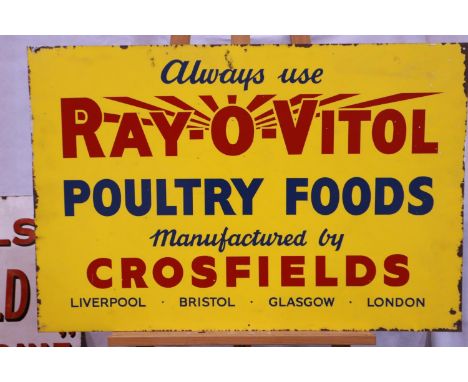 Always use
RAY-O-VITOL
POULTRY FOODS
Manufactured by
CROSFIELDS
LIVERPOOL · BRISTOL · GLASGOW · LONDON